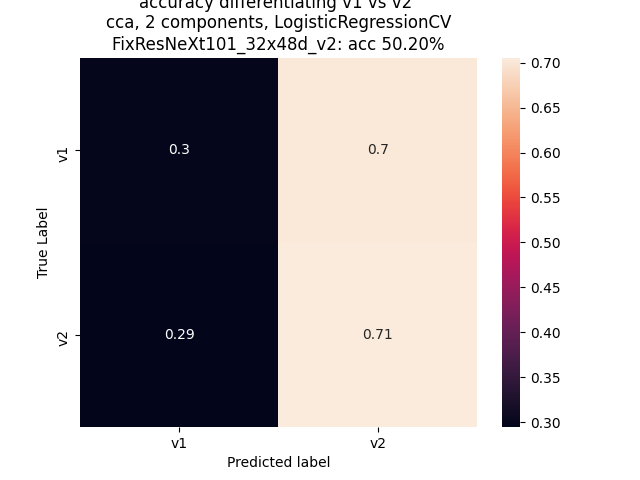 accuracy differentiating v1 vs v2
cca, 2 components, LogisticRegressionCV
FixResNeXt101_32x48d_v2: acc 50.20%
0.70
0.65
0.60
0.55
0.50
0.45
0.40
0.35
0.30
True Label
v1
v2
0.3
0.7
0.29
0.71
v1
v2
Predicted label